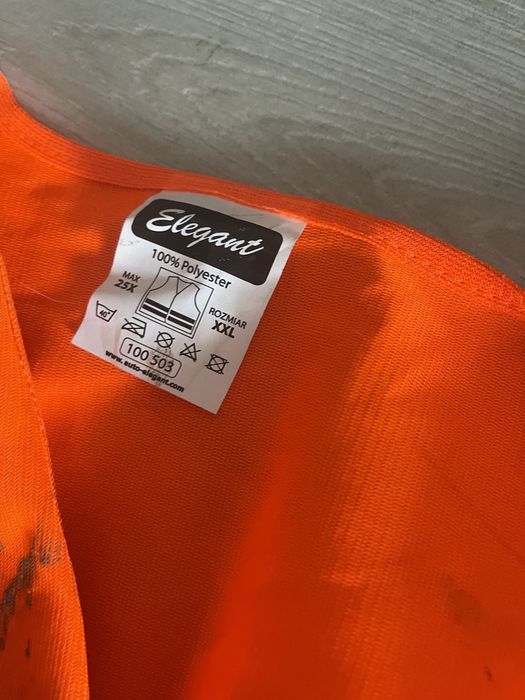 Elegant
100% Polyester
MAX
25X
ROZMIAR
XXL
40°
100 503
www.auto-elegant.com